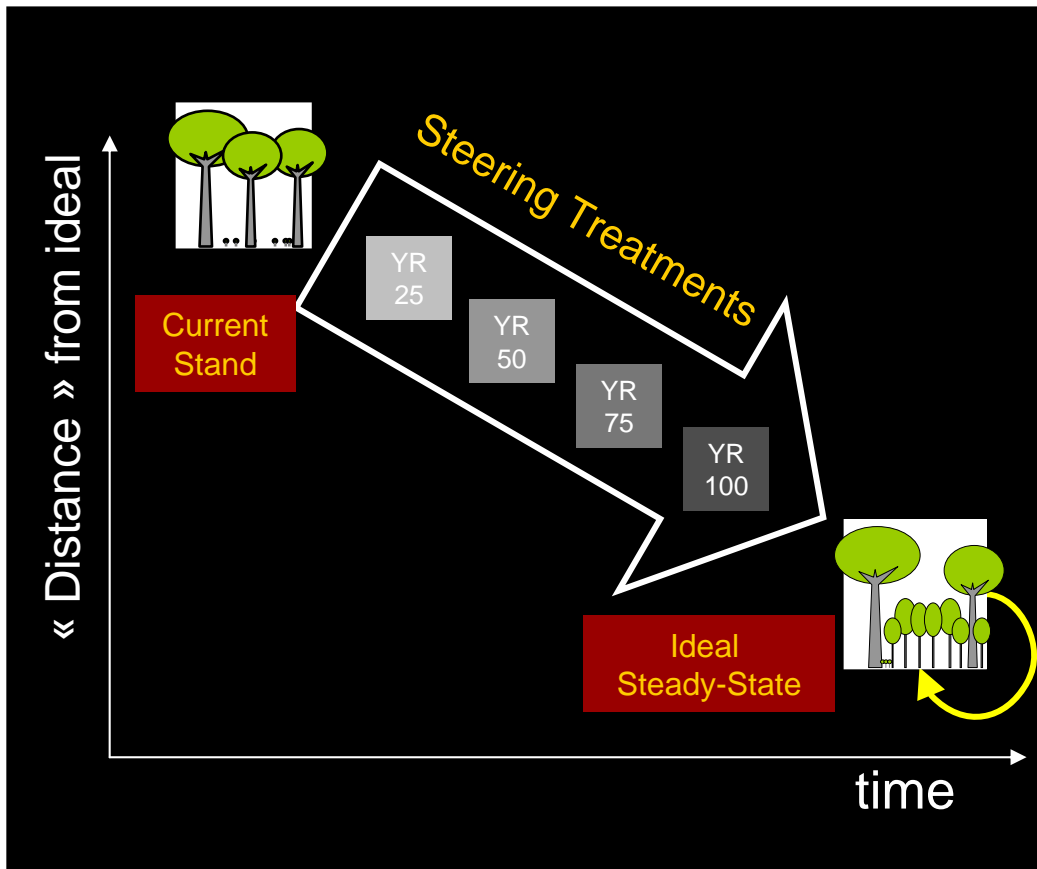 Steering Treatments
« Distance » from ideal
YR
25
Current
Stand
YR
50
YR
75
YR
100
Ideal
Steady-State
time